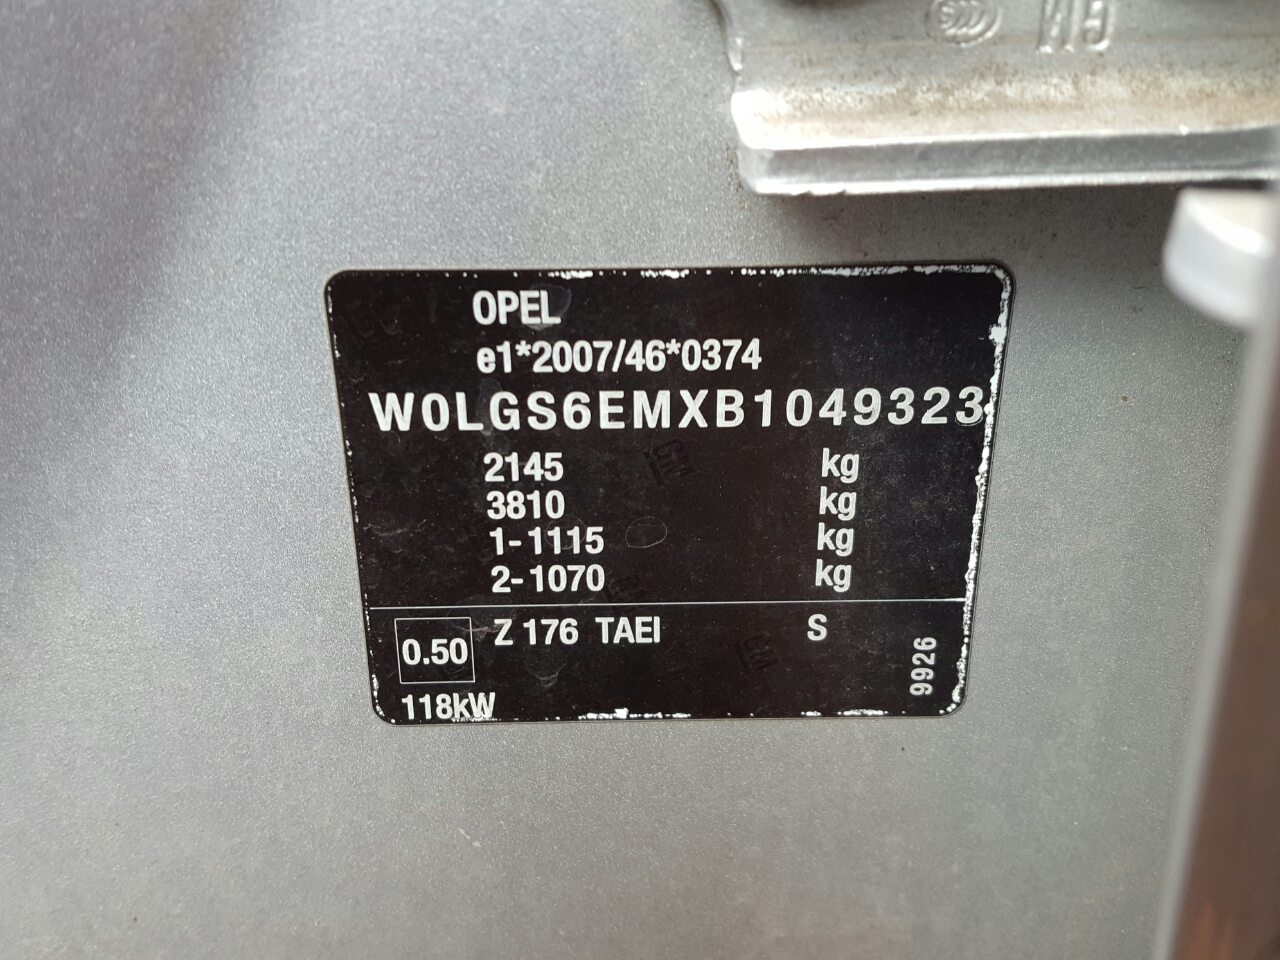 GM
OPEL
e1*2007/46*0374
W0LGS6EMXB1049323
2145 kg
3810 kg
1-1115 kg
2-1070 kg
0.50 Z 176 TAEI S
118kW
9926